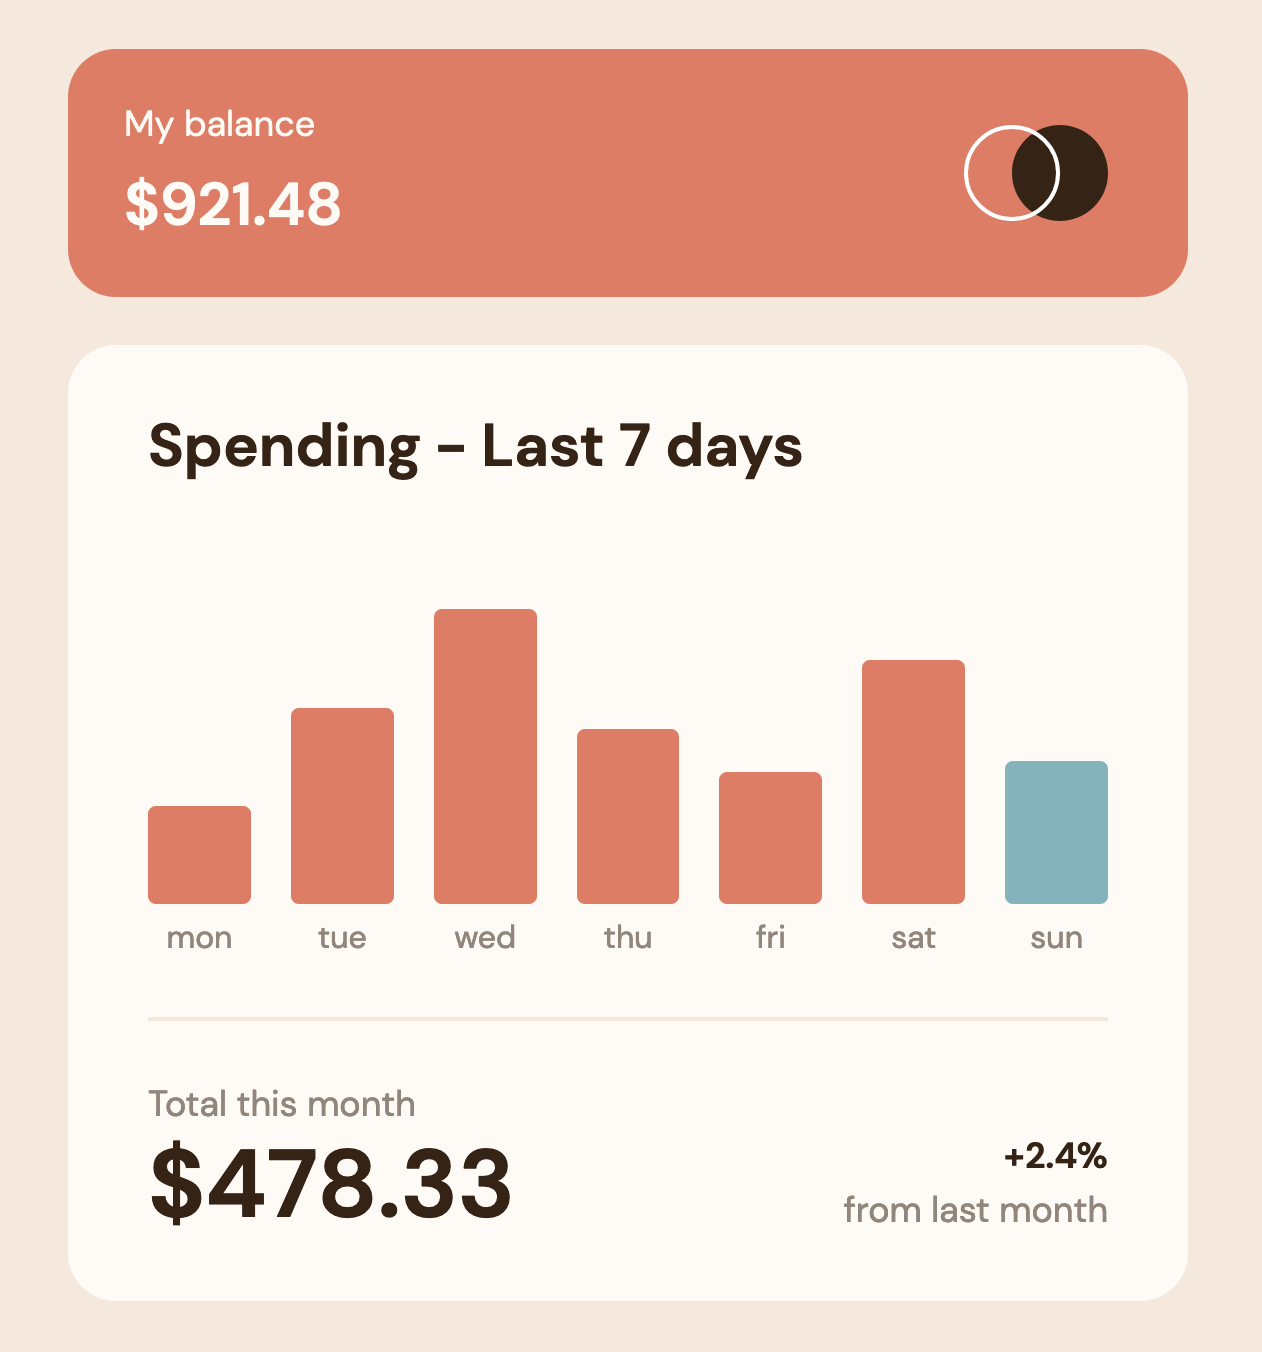 My balance
$921.48
Spending - Last 7 days
mon tue wed thu fri sat sun
Total this month
$478.33
+2.4%
from last month